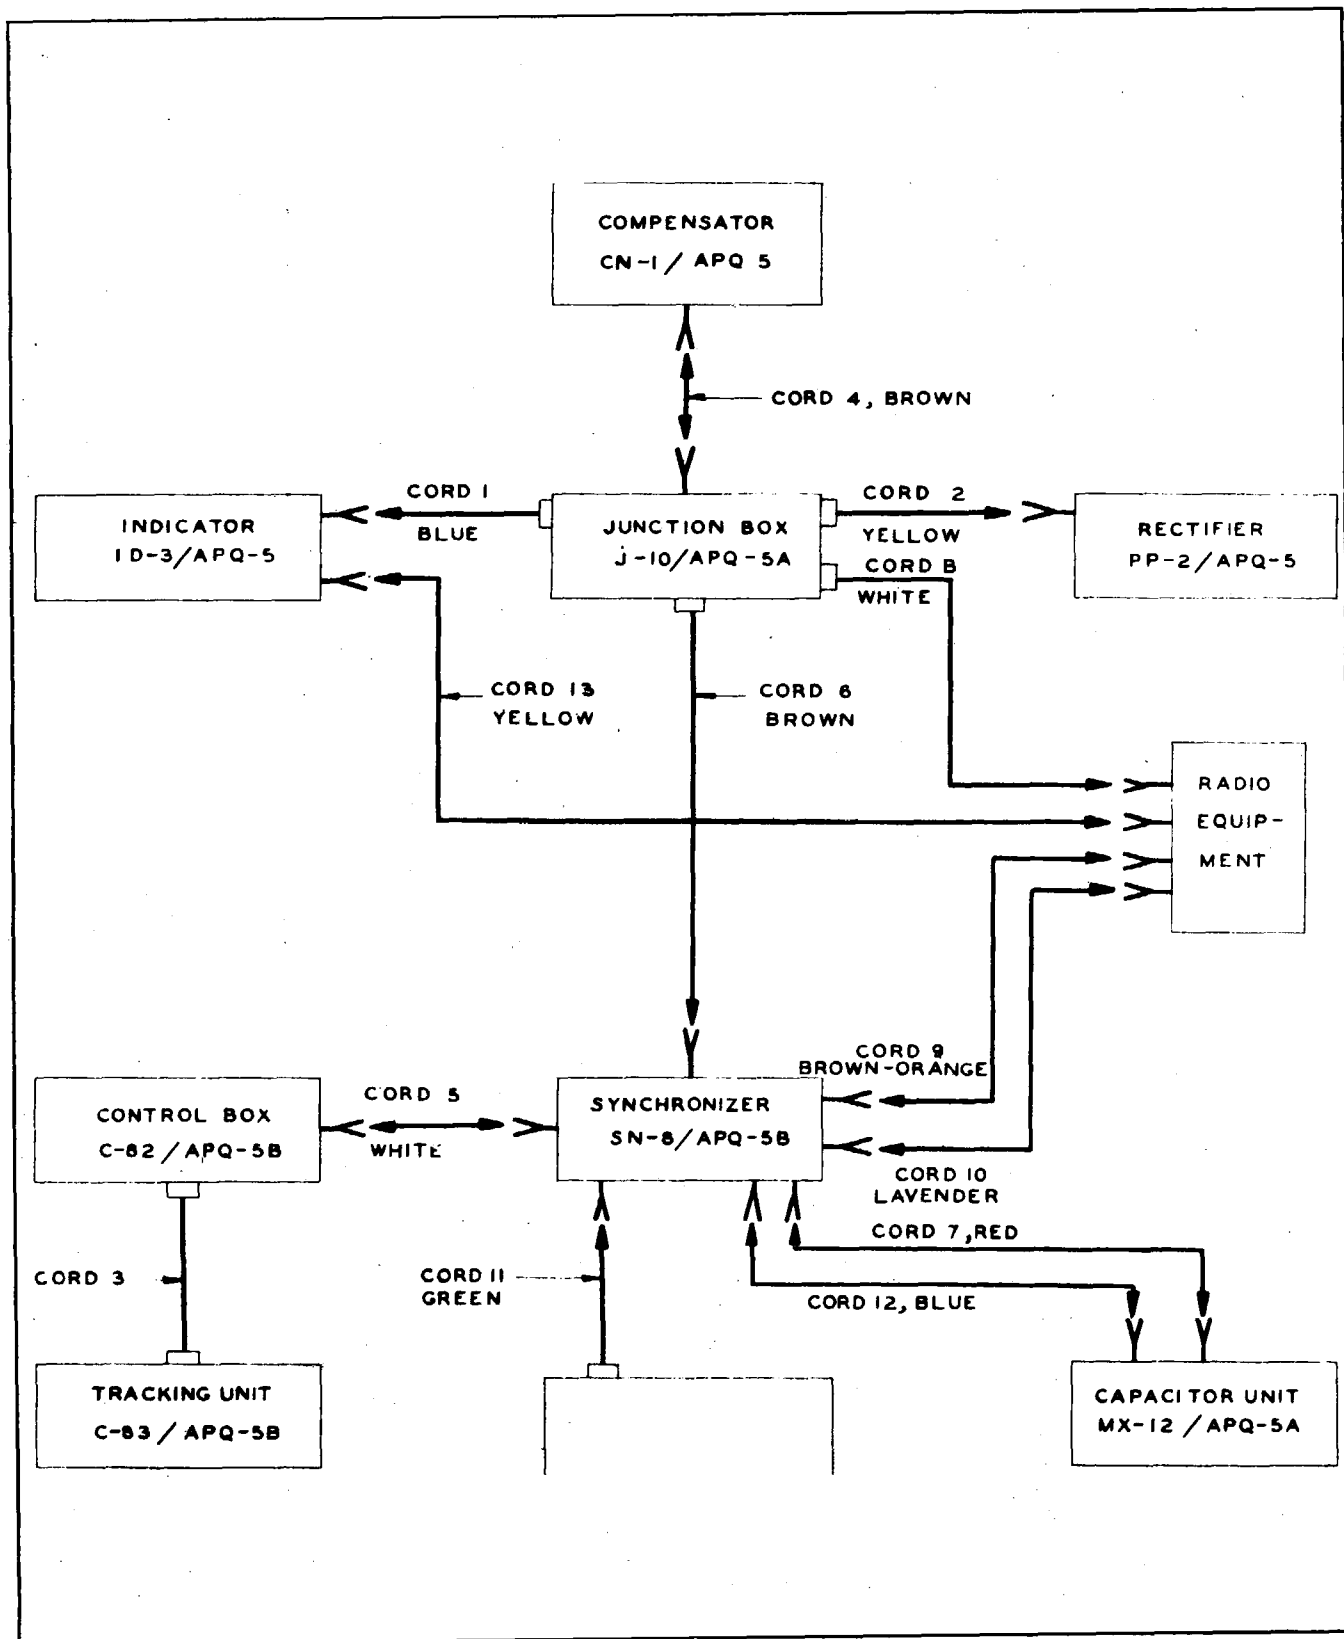 COMPENSATOR
CN-1 / APQ 5
CORD 4, BROWN
CORD 1
BLUE
CORD 2
YELLOW
INDICATOR
ID-3/APQ-5
JUNCTION BOX
J-10/APQ-5A
RECTIFIER
PP-2/APQ-5
CORD B
WHITE
CORD 13
YELLOW
CORD 6
BROWN
RADIO
EQUIP-
MENT
CORD 9
BROWN-ORANGE
CONTROL BOX
C-82/APQ-5B
CORD 5
WHITE
SYNCHRONIZER
SN-8/APQ-5B
CORD 10
LAVENDER
CORD 7, RED
CORD 3
CORD 11
GREEN
CORD 12, BLUE
TRACKING UNIT
C-83 / APQ-5B
CAPACITOR UNIT
MX-12 / APQ-5A